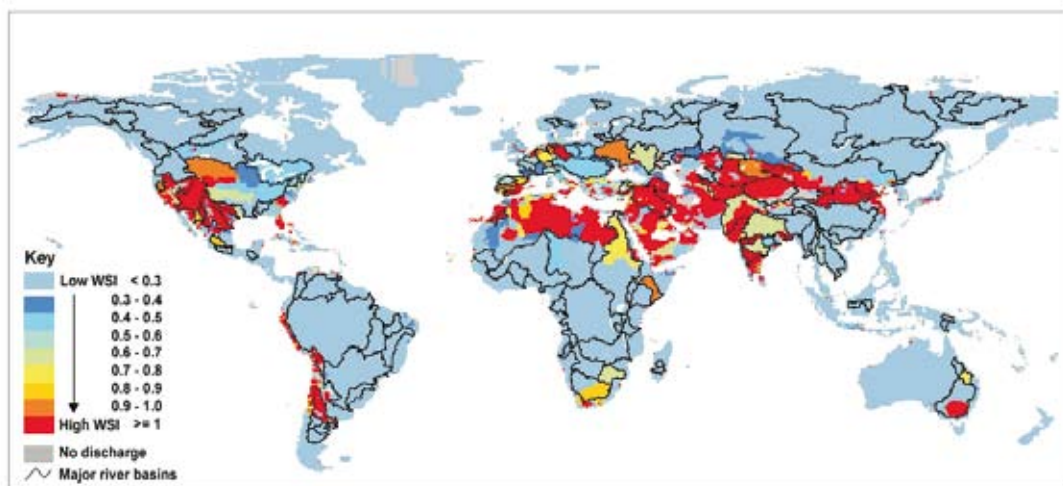 Key
Low WSI < 0.3
0.3 - 0.4
0.4 - 0.5
0.5 - 0.6
0.6 - 0.7
0.7 - 0.8
0.8 - 0.9
0.9 - 1.0
High WSI >= 1
No discharge
Major river basins